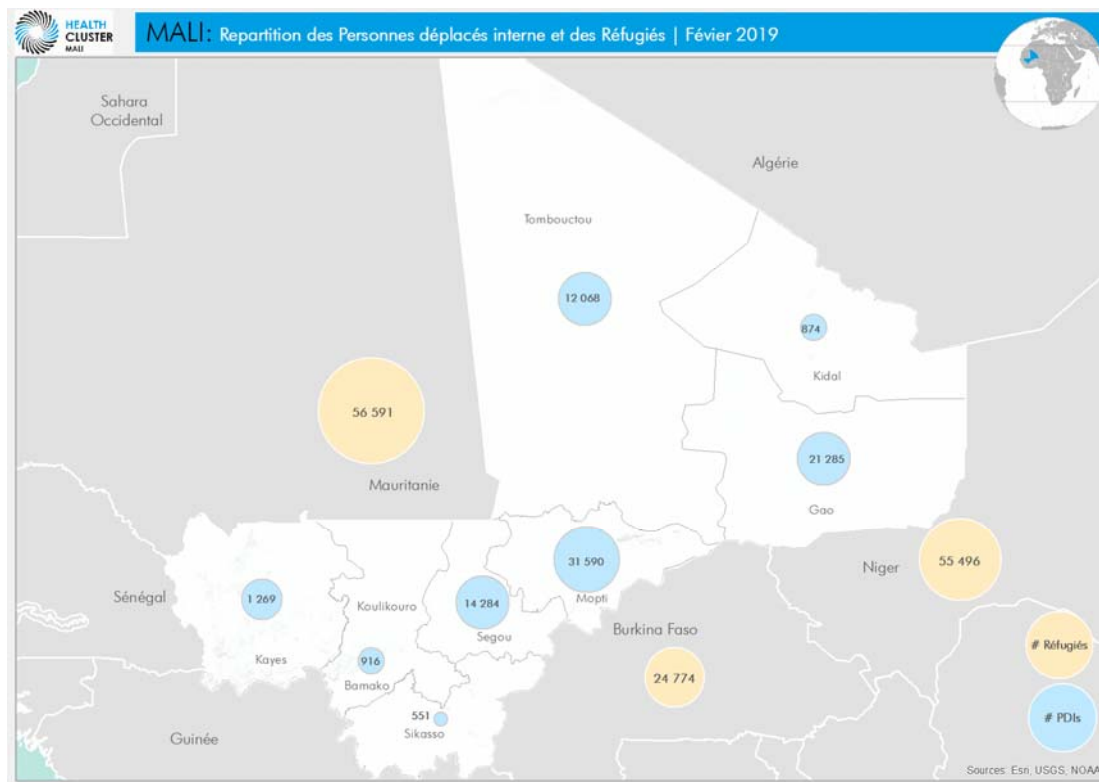 HEALTH
CLUSTER
MALI
MALI: Repartition des Personnes déplacés interne et des Réfugiés | Févier 2019
Sahara
Occidental
Algérie
Tombouctou
12 068
874
Kidal
56 591
21 285
Mauritanie
Gao
31 590
55 496
Niger
Sénégal
1 269
Koulikouro
14 284
Mopti
Segou
Burkina Faso
Kayes
916
Bamako
# Réfugiés
24 774
551
Sikasso
# PDIs
Guinée
Sources: Esri, USGS, NOAA